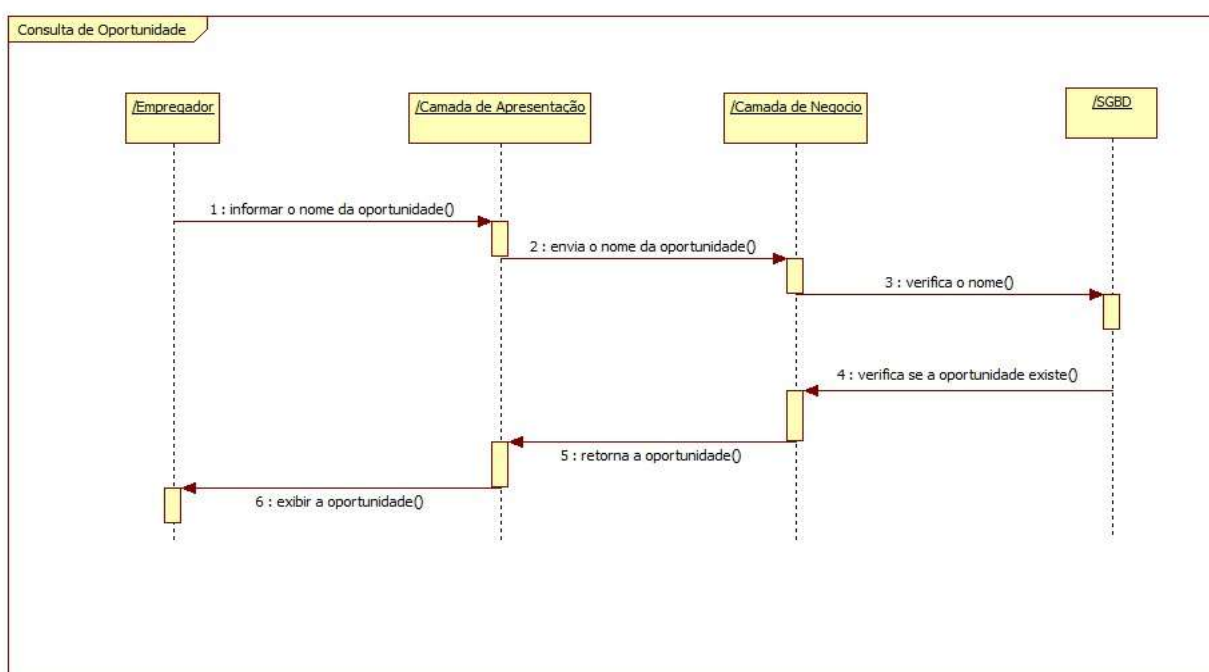 Consulta de Oportunidade
/Empregador
/Camada de Apresentação
/Camada de Negocio
/SGBD
1 : informar o nome da oportunidade()
2 : envia o nome da oportunidade()
3 : verifica o nome()
4 : verifica se a oportunidade existe()
5 : retorna a oportunidade()
6 : exibir a oportunidade()